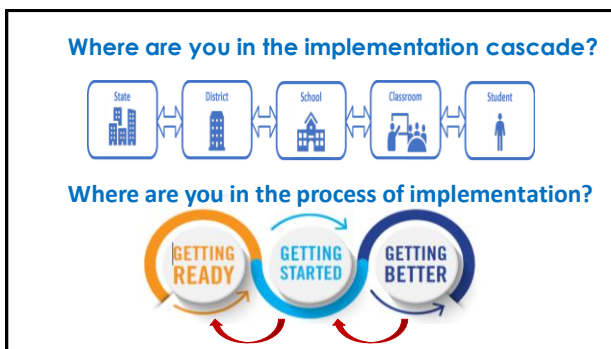 Where are you in the implementation cascade?
State District School Classroom Student
Where are you in the process of implementation?
GETTING READY
GETTING STARTED
GETTING BETTER